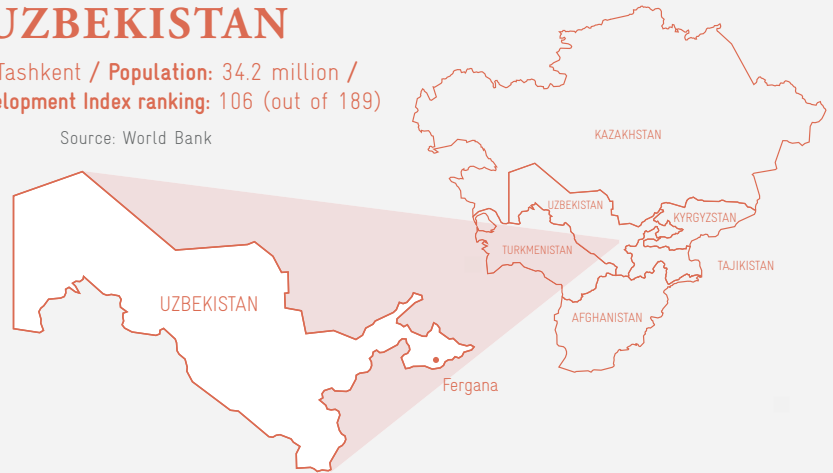 UZBEKISTAN
Tashkent / Population: 34.2 million /
elopment Index ranking: 106 (out of 189)
Source: World Bank
KAZAKHSTAN
UZBEKISTAN
KYRGYZSTAN
TURKMENISTAN
TAJIKISTAN
UZBEKISTAN
AFGHANISTAN
Fergana